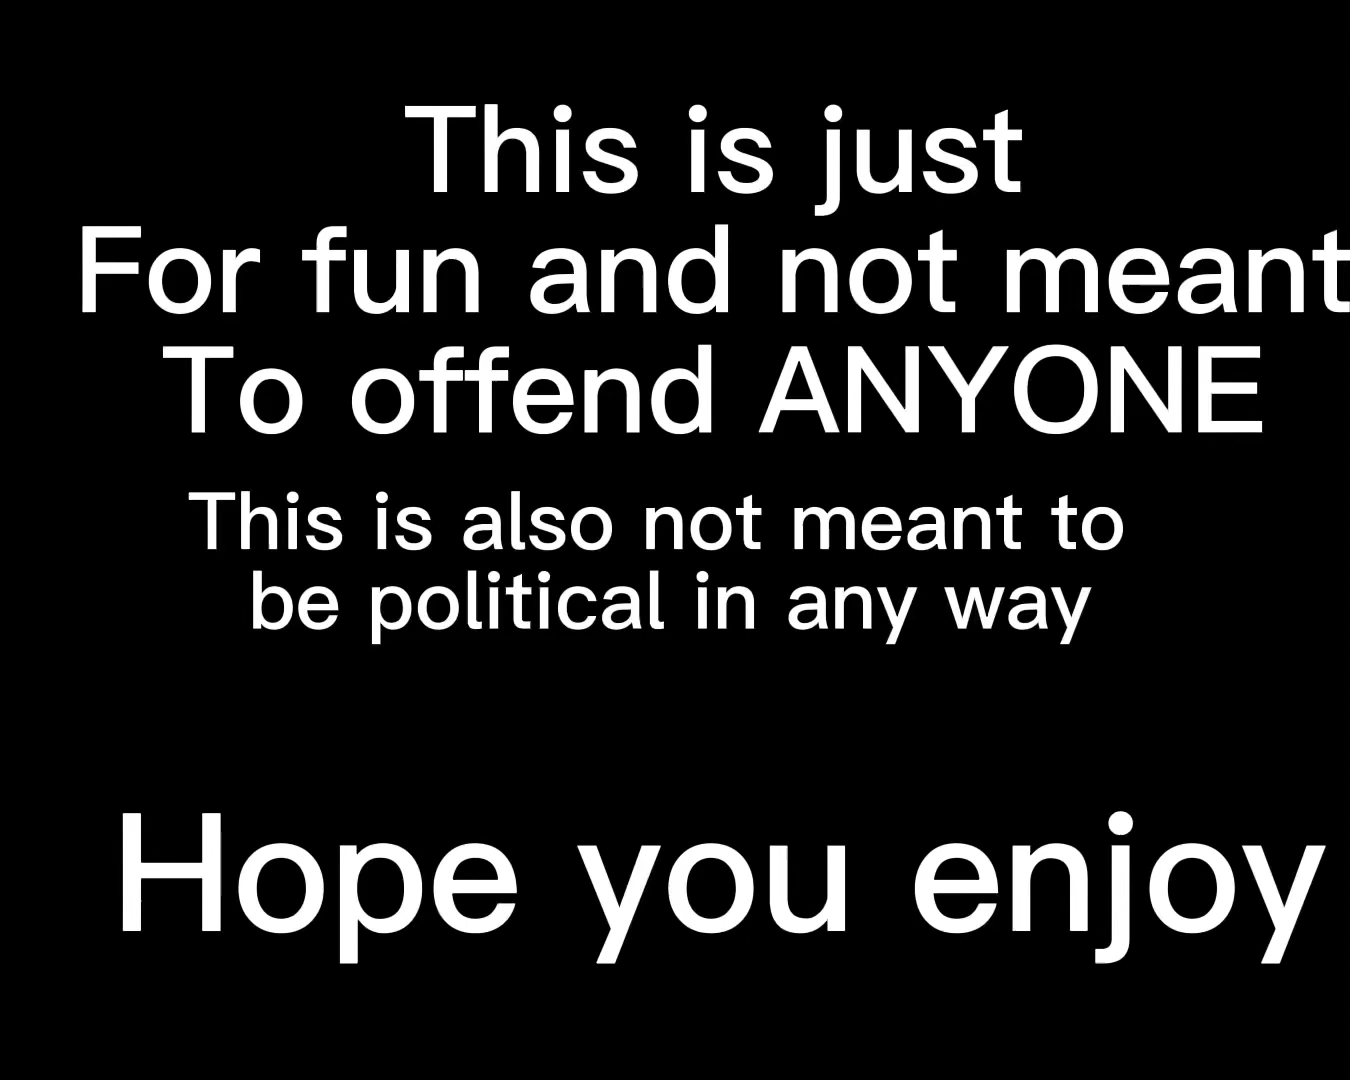 This is just
For fun and not meant
To offend ANYONE
This is also not meant to
be political in any way
Hope you enjoy